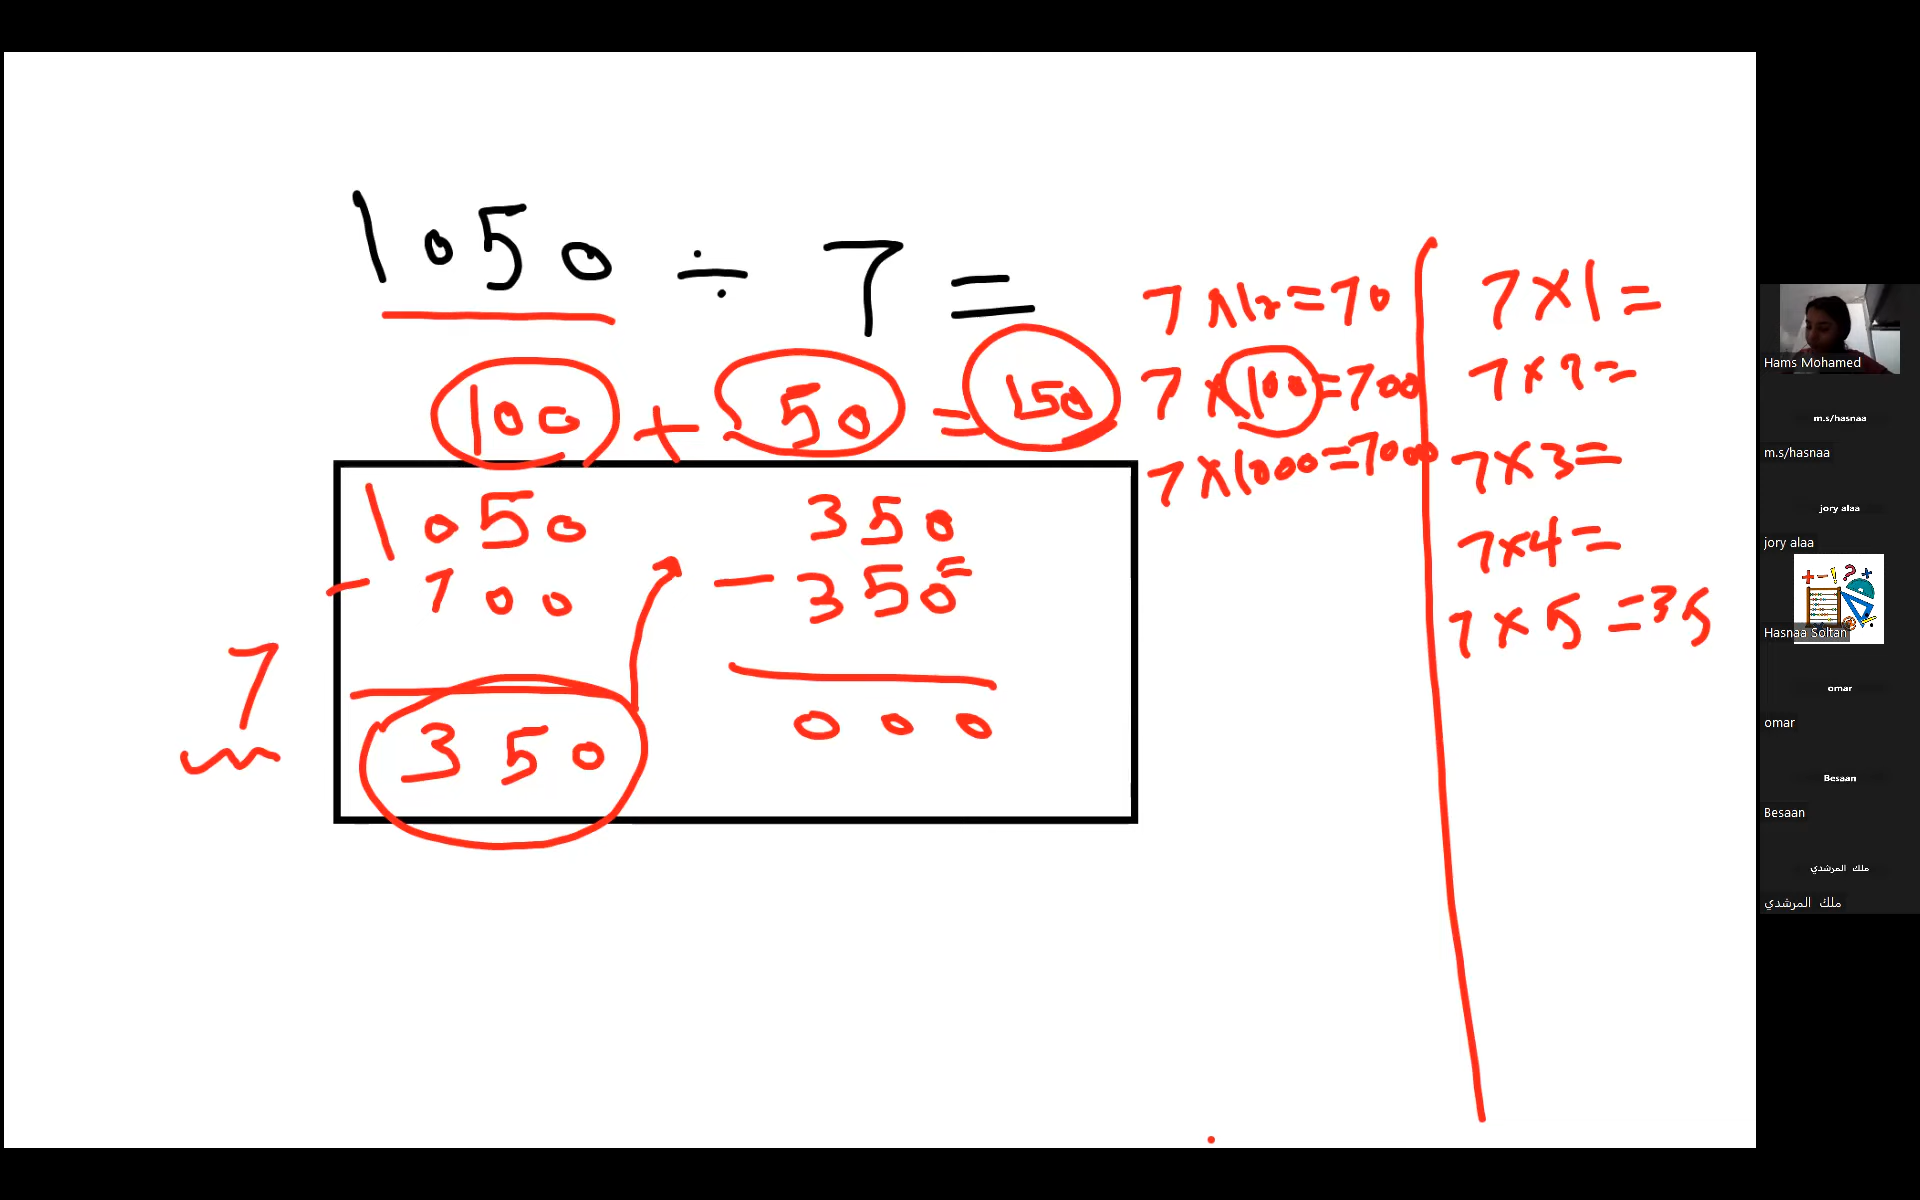 1050 ÷ 7 =
100 + 50 = 150
1050
- 700
350
350
- 350
000
7
7 × 10 = 70
7 × 100 = 700
7 × 1000 = 7000
7 × 1 =
7 × 2 =
7 × 3 =
7 × 4 =
7 × 5 = 35
Hams Mohamed
m.s/hasnaa
m.s/hasnaa
jory alaa
jory alaa
Hasnaa Soltan
omar
omar
Besaan
Besaan
ملك المرشدي
ملك المرشدي